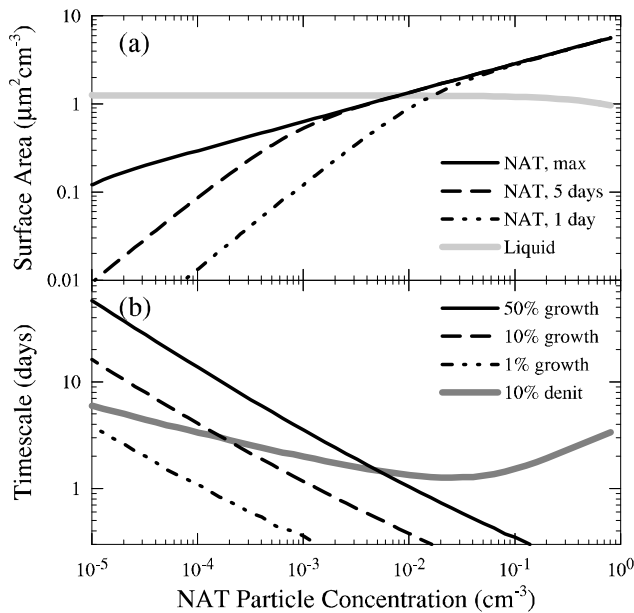 (a)
10
1
0.1
0.01
Surface Area (μm²cm⁻³)
NAT, max
NAT, 5 days
NAT, 1 day
Liquid
(b)
10
1
Timescale (days)
50% growth
10% growth
1% growth
10% denit
10⁻⁵ 10⁻⁴ 10⁻³ 10⁻² 10⁻¹ 10⁰
NAT Particle Concentration (cm⁻³)